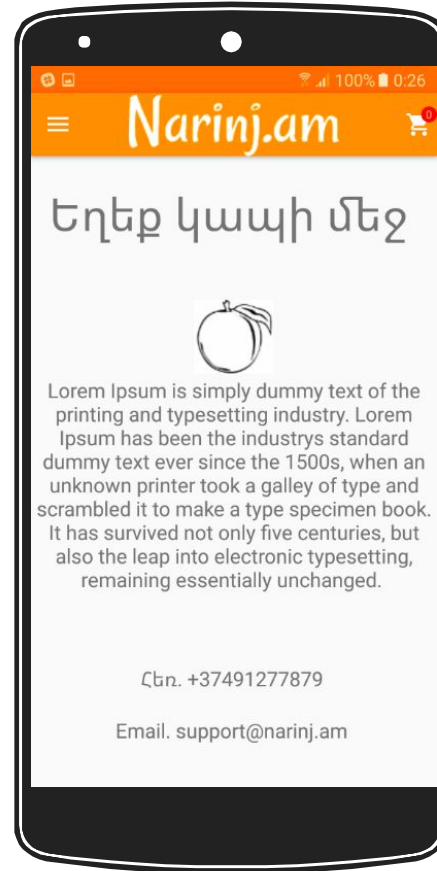 100% 0:26
Narinj.am
0
Եղեք կապի մեջ
Lorem Ipsum is simply dummy text of the
printing and typesetting industry. Lorem
Ipsum has been the industrys standard
dummy text ever since the 1500s, when an
unknown printer took a galley of type and
scrambled it to make a type specimen book.
It has survived not only five centuries, but
also the leap into electronic typesetting,
remaining essentially unchanged.
Հեռ. +37491277879
Email. support@narinj.am